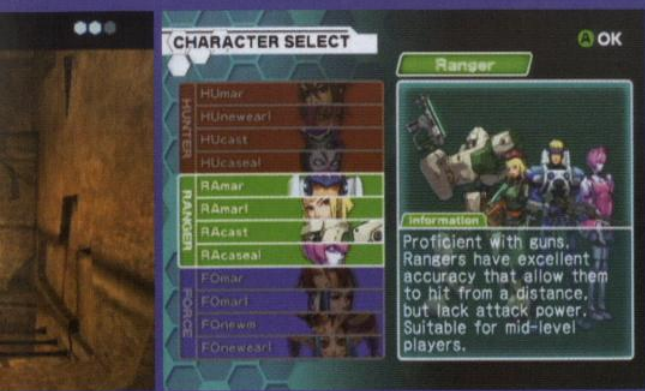 CHARACTER SELECT
A OK
Ranger
HUNTER
HUmar
HUnewearl
HUcast
HUcaseal
RANGER
RAmar
RAmarl
RAcast
RAcaseal
FORCE
FOmar
FOmarl
FOnewm
FOnewearl
Information
Proficient with guns.
Rangers have excellent
accuracy that allow them
to hit from a distance,
but lack attack power.
Suitable for mid-level
players.